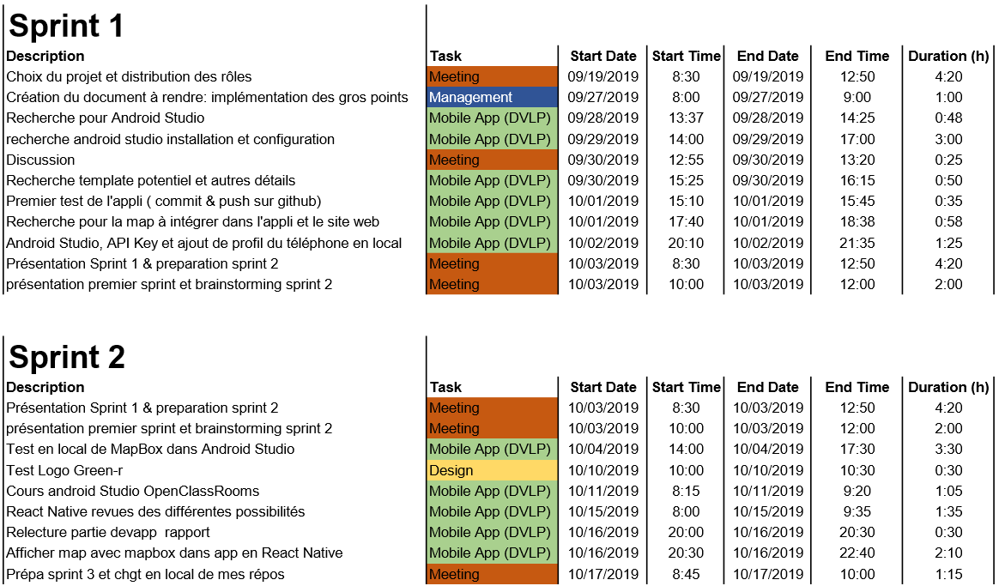 Sprint 1
Description Task Start Date Start Time End Date End Time Duration (h)
Choix du projet et distribution des rôles Meeting 09/19/2019 8:30 09/19/2019 12:50 4:20
Création du document à rendre: implémentation des gros points Management 09/27/2019 8:00 09/27/2019 9:00 1:00
Recherche pour Android Studio Mobile App (DVLP) 09/28/2019 13:37 09/28/2019 14:25 0:48
recherche android studio installation et configuration Mobile App (DVLP) 09/29/2019 14:00 09/29/2019 17:00 3:00
Discussion Meeting 09/30/2019 12:55 09/30/2019 13:20 0:25
Recherche template potentiel et autres détails Mobile App (DVLP) 09/30/2019 15:25 09/30/2019 16:15 0:50
Premier test de l'appli ( commit & push sur github) Mobile App (DVLP) 10/01/2019 15:10 10/01/2019 15:45 0:35
Recherche pour la map à intégrer dans l'appli et le site web Mobile App (DVLP) 10/01/2019 17:40 10/01/2019 18:38 0:58
Android Studio, API Key et ajout de profil du téléphone en local Mobile App (DVLP) 10/02/2019 20:10 10/02/2019 21:35 1:25
Présentation Sprint 1 & preparation sprint 2 Meeting 10/03/2019 8:30 10/03/2019 12:50 4:20
présentation premier sprint et brainstorming sprint 2 Meeting 10/03/2019 10:00 10/03/2019 12:00 2:00
Sprint 2
Description Task Start Date Start Time End Date End Time Duration (h)
Présentation Sprint 1 & preparation sprint 2 Meeting 10/03/2019 8:30 10/03/2019 12:50 4:20
présentation premier sprint et brainstorming sprint 2 Meeting 10/03/2019 10:00 10/03/2019 12:00 2:00
Test en local de MapBox dans Android Studio Mobile App (DVLP) 10/04/2019 14:00 10/04/2019 17:30 3:30
Test Logo Green-r Design 10/10/2019 10:00 10/10/2019 10:30 0:30
Cours android Studio OpenClassRooms Mobile App (DVLP) 10/11/2019 8:15 10/11/2019 9:20 1:05
React Native revues des différentes possibilités Mobile App (DVLP) 10/15/2019 8:00 10/15/2019 9:35 1:35
Relecture partie devapp rapport Mobile App (DVLP) 10/16/2019 20:00 10/16/2019 20:30 0:30
Afficher map avec mapbox dans app en React Native Mobile App (DVLP) 10/16/2019 20:30 10/16/2019 22:40 2:10
Prépa sprint 3 et chgt en local de mes répos Meeting 10/17/2019 8:45 10/17/2019 10:00 1:15